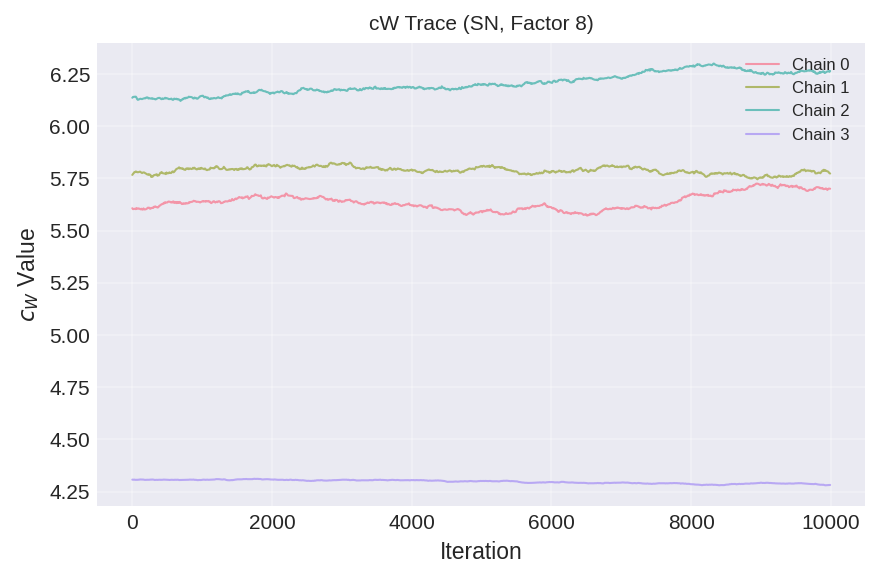 cW Trace (SN, Factor 8)
Chain 0
Chain 1
Chain 2
Chain 3
6.25
6.00
5.75
5.50
5.25
5.00
4.75
4.50
4.25
cW Value
0 2000 4000 6000 8000 10000
Iteration